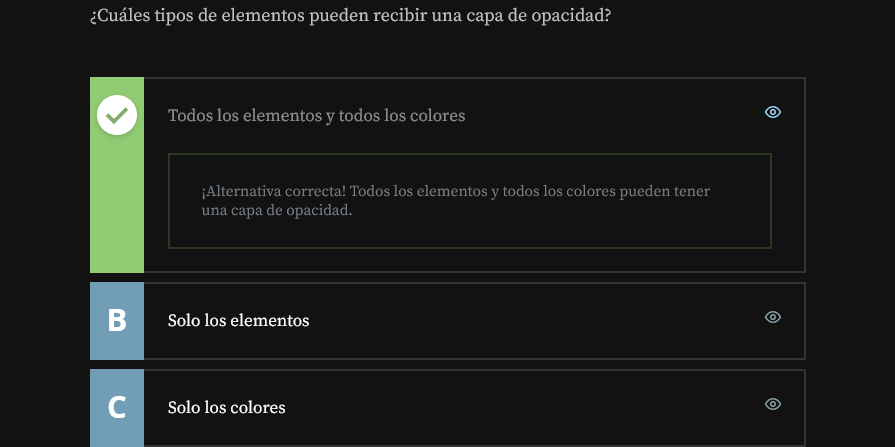 ¿Cuáles tipos de elementos pueden recibir una capa de opacidad?
Todos los elementos y todos los colores
¡Alternativa correcta! Todos los elementos y todos los colores pueden tener
una capa de opacidad.
B
Solo los elementos
C
Solo los colores